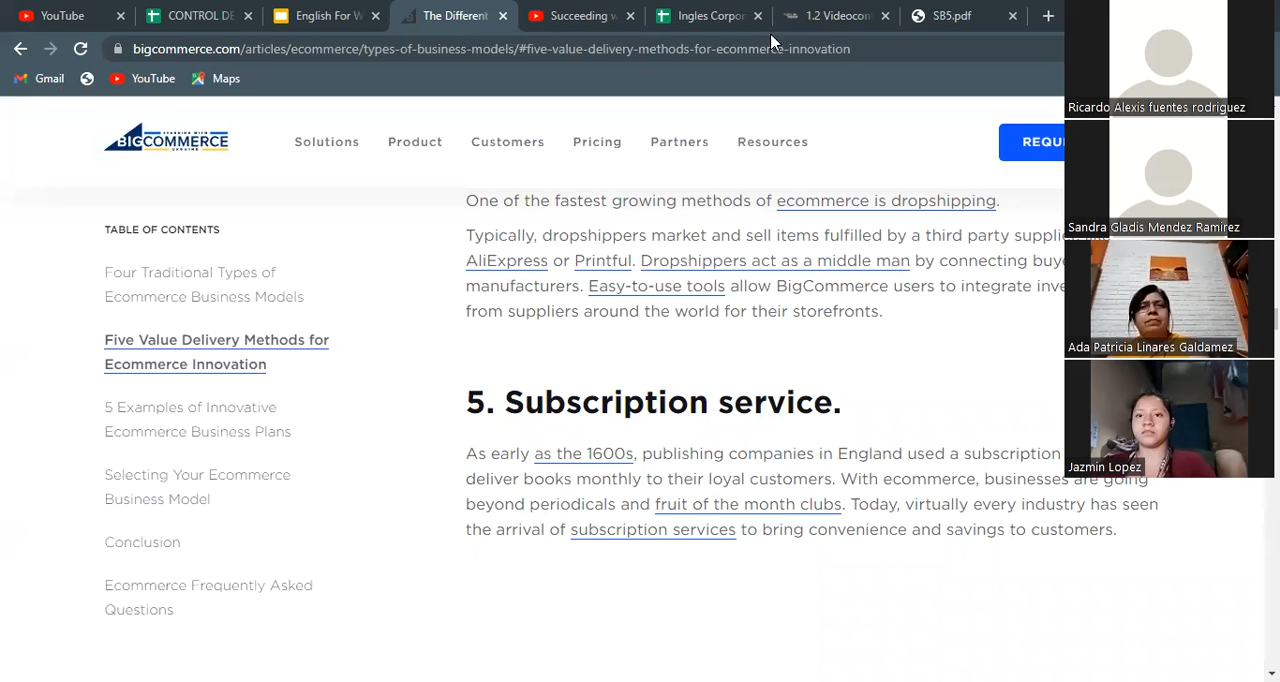 YouTube
CONTROL DE
English For W
The Different
Succeeding w
Ingles Corpor
1.2 Videocon
SB5.pdf
bigcommerce.com/articles/ecommerce/types-of-business-models/#five-value-delivery-methods-for-ecommerce-innovation
Gmail
YouTube
Maps
BIGCOMMERCE
Solutions
Product
Customers
Pricing
Partners
Resources
TABLE OF CONTENTS
Four Traditional Types of
Ecommerce Business Models
Five Value Delivery Methods for
Ecommerce Innovation
5 Examples of Innovative
Ecommerce Business Plans
Selecting Your Ecommerce
Business Model
Conclusion
Ecommerce Frequently Asked
Questions
One of the fastest growing methods of ecommerce is dropshipping.
Typically, dropshippers market and sell items fulfilled by a third party
AliExpress or Printful. Dropshippers act as a middle man by connecting
manufacturers. Easy-to-use tools allow BigCommerce users to integrate
from suppliers around the world for their storefronts.
5. Subscription service.
As early as the 1600s, publishing companies in England used a subscription
deliver books monthly to their loyal customers. With ecommerce, businesses are going
beyond periodicals and fruit of the month clubs. Today, virtually every industry has seen
the arrival of subscription services to bring convenience and savings to customers.
Ricardo Alexis fuentes rodriguez
Sandra Gladis Mendez Ramirez
Ada Patricia Linares Galdamez
Jazmin Lopez